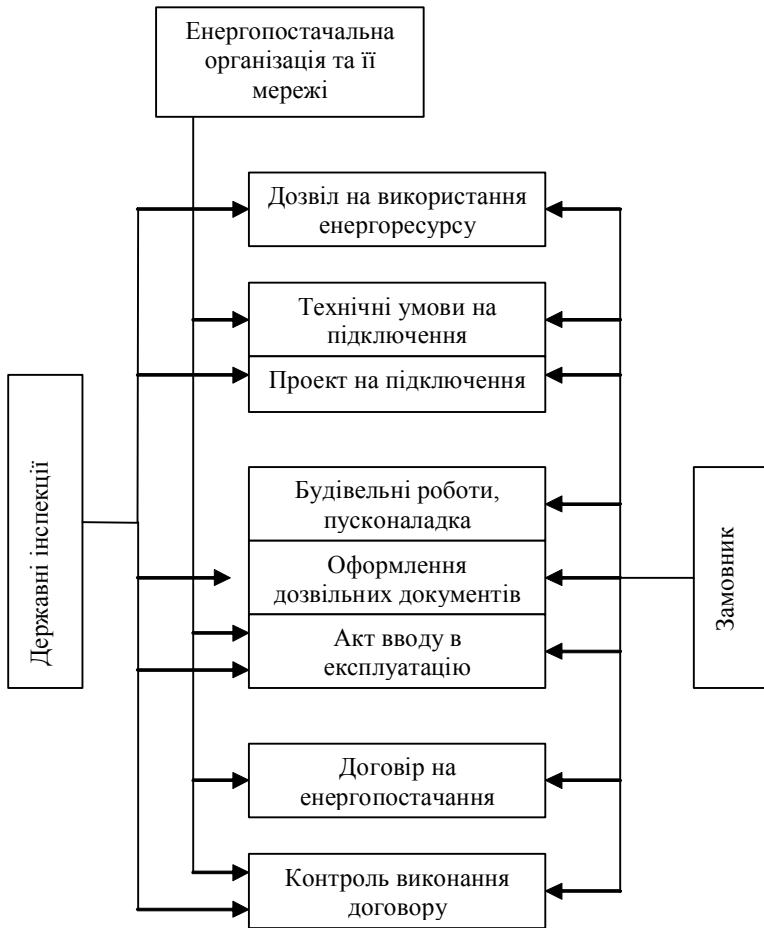 Енергопостачальна
організація та її
мережі
Дозвіл на використання
енергоресурсу
Технічні умови на
підключення
Проект на підключення
Державні інспекції
Будівельні роботи,
пусконаладка
Оформлення
дозвільних документів
Акт вводу в
експлуатацію
Замовник
Договір на
енергопостачання
Контроль виконання
договору